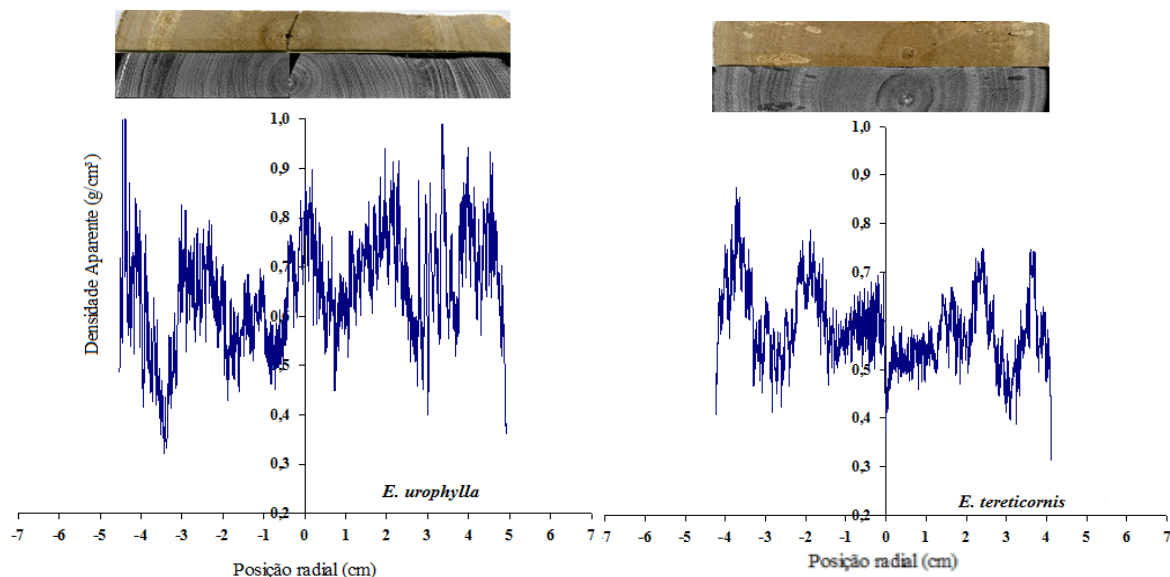 Densidade Aparente (g/cm³)
1,0
0,9
0,8
0,7
0,6
0,5
0,4
0,3
0,2
E. urophylla
-7 -6 -5 -4 -3 -2 -1 0 1 2 3 4 5 6 7
Posição radial (cm)
1,0
0,9
0,8
0,7
0,6
0,5
0,4
0,3
0,2
E. tereticornis
-7 -6 -5 -4 -3 -2 -1 0 1 2 3 4 5 6 7
Posição radial (cm)